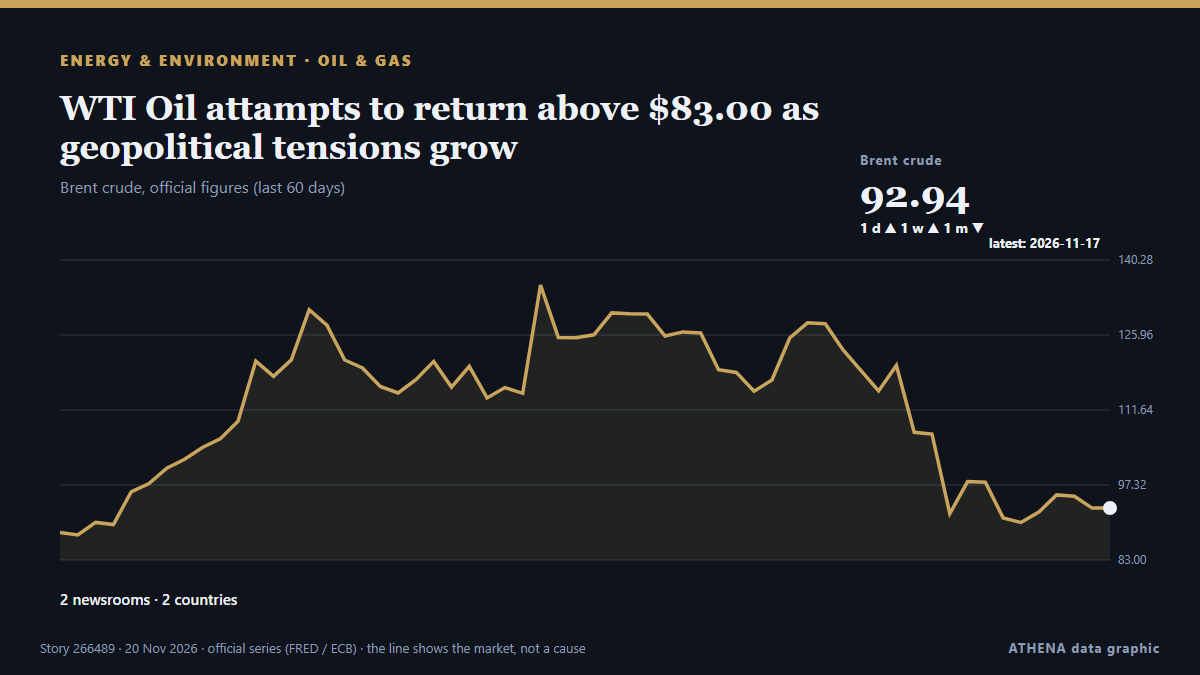 ENERGY & ENVIRONMENT · OIL & GAS
WTI Oil attampts to return above $83.00 as
geopolitical tensions grow
Brent crude, official figures (last 60 days)
Brent crude
92.94
1 d ▲ 1 w ▲ 1 m ▼
latest: 2026-11-17
140.28
125.96
111.64
97.32
83.00
2 newsrooms · 2 countries
Story 266489 · 20 Nov 2026 · official series (FRED / ECB) · the line shows the market, not a cause
ATHENA data graphic